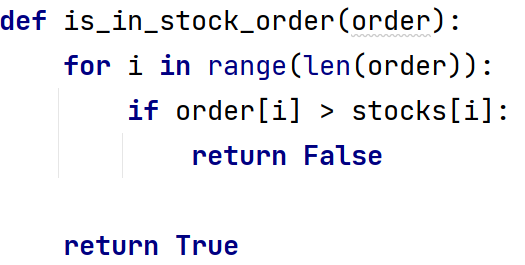 def is_in_stock_order(order):
    for i in range(len(order)):
        if order[i] > stocks[i]:
            return False
    return True